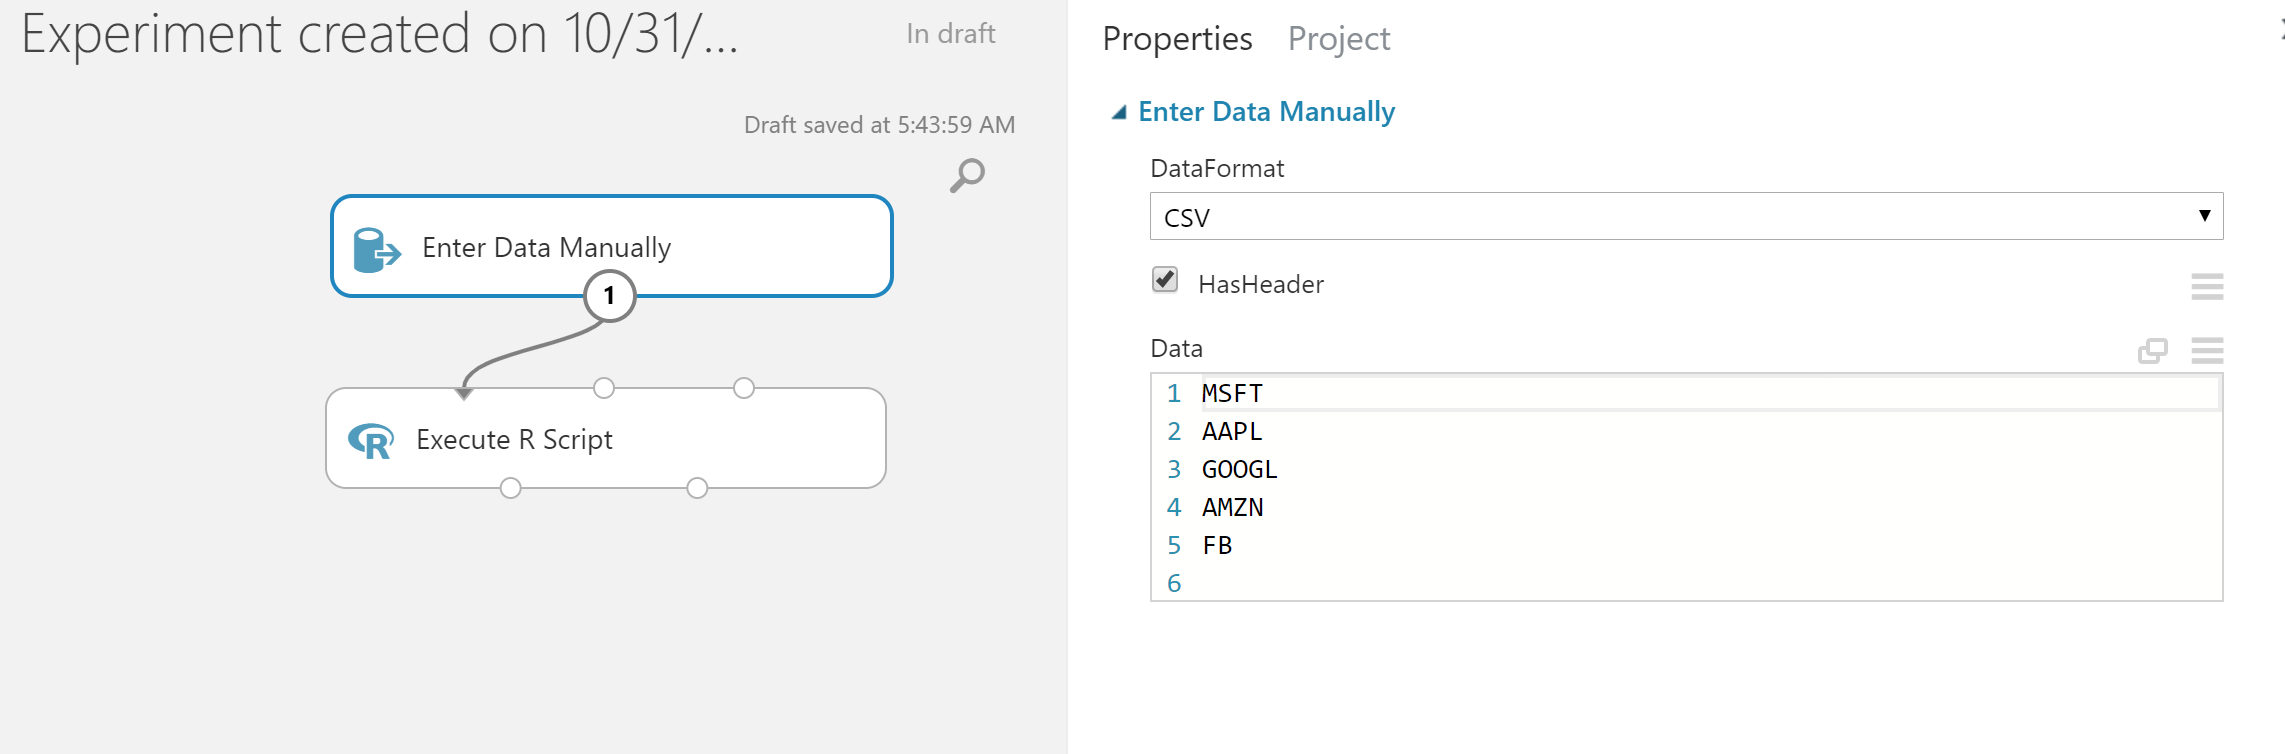 Experiment created on 10/31/...
In draft
Draft saved at 5:43:59 AM
Enter Data Manually
1
Execute R Script
Properties Project
Enter Data Manually
DataFormat
CSV
HasHeader
Data
1 MSFT
2 AAPL
3 GOOGL
4 AMZN
5 FB
6